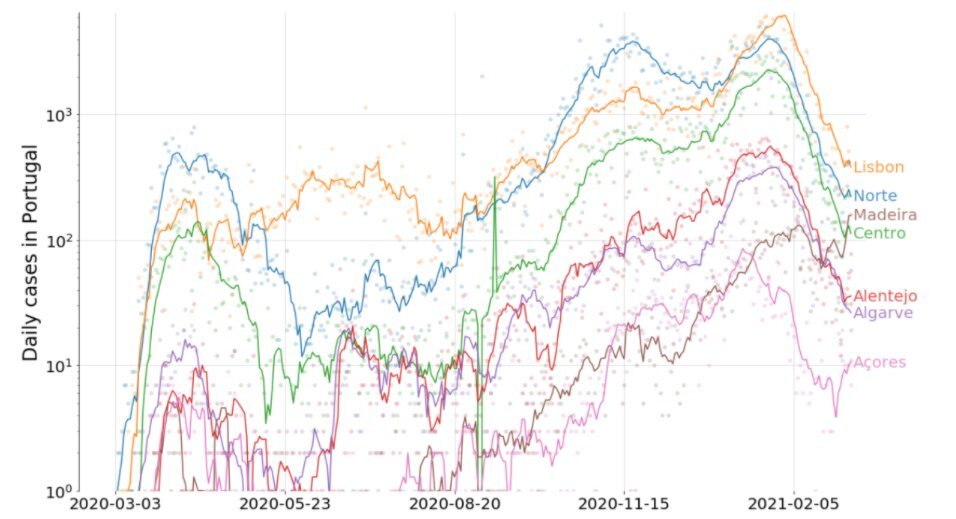 Daily cases in Portugal
10³
10²
10¹
10⁰
Lisbon
Norte
Madeira
Centro
Alentejo
Algarve
Açores
2020-03-03 2020-05-23 2020-08-20 2020-11-15 2021-02-05